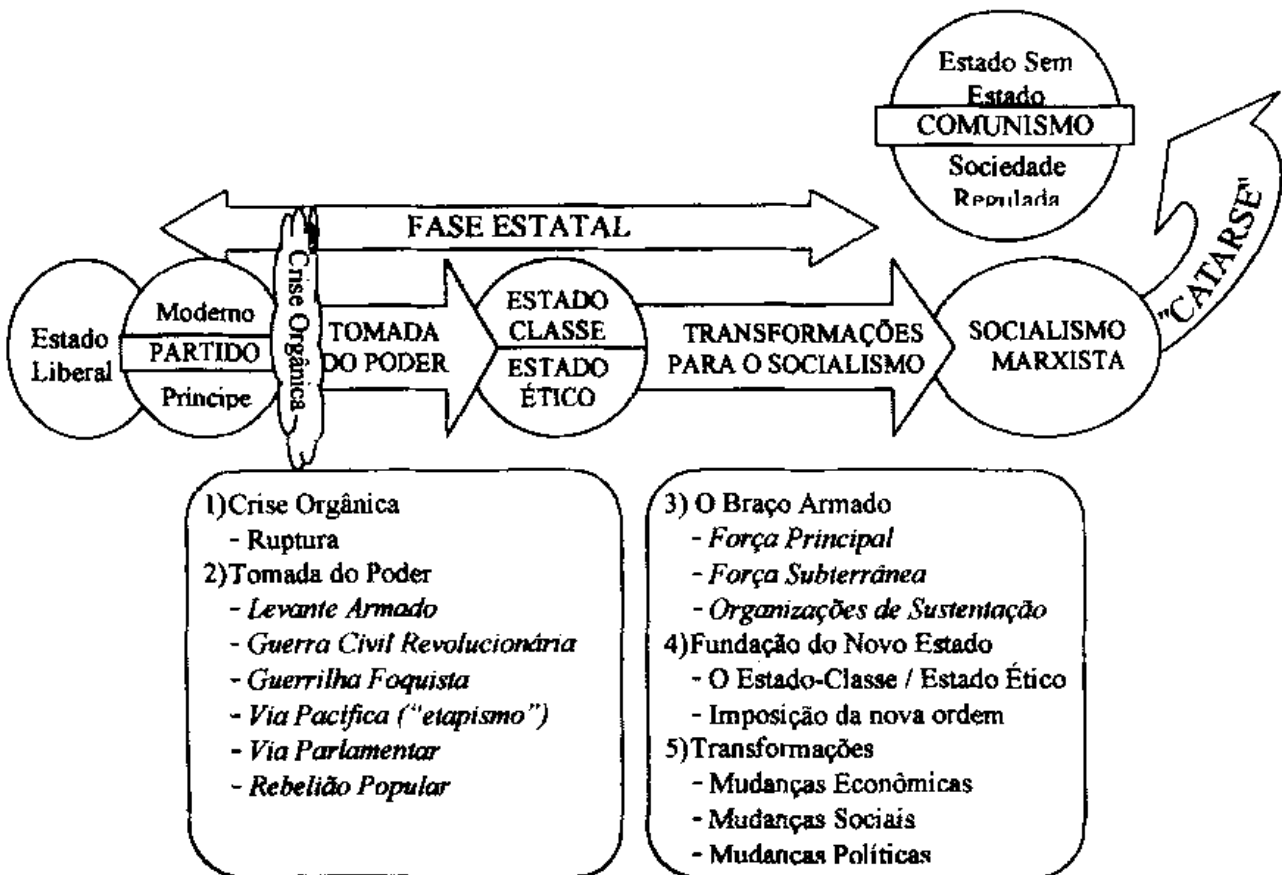 Estado Sem
Estado
COMUNISMO
Sociedade
Regulada
FASE ESTATAL
"CATARSE"
Estado
Liberal
Moderno
PARTIDO
Príncipe
Crise Orgânica
TOMADA
DO PODER
ESTADO
CLASSE
ESTADO
ÉTICO
TRANSFORMAÇÕES
PARA O SOCIALISMO
SOCIALISMO
MARXISTA
1)Crise Orgânica
- Ruptura
2)Tomada do Poder
- Levante Armado
- Guerra Civil Revolucionária
- Guerrilha Foquista
- Via Pacífica ("etapismo")
- Via Parlamentar
- Rebelião Popular
3) O Braço Armado
- Força Principal
- Força Subterrânea
- Organizações de Sustentação
4)Fundação do Novo Estado
- O Estado-Classe / Estado Ético
- Imposição da nova ordem
5)Transformações
- Mudanças Econômicas
- Mudanças Sociais
- Mudanças Políticas